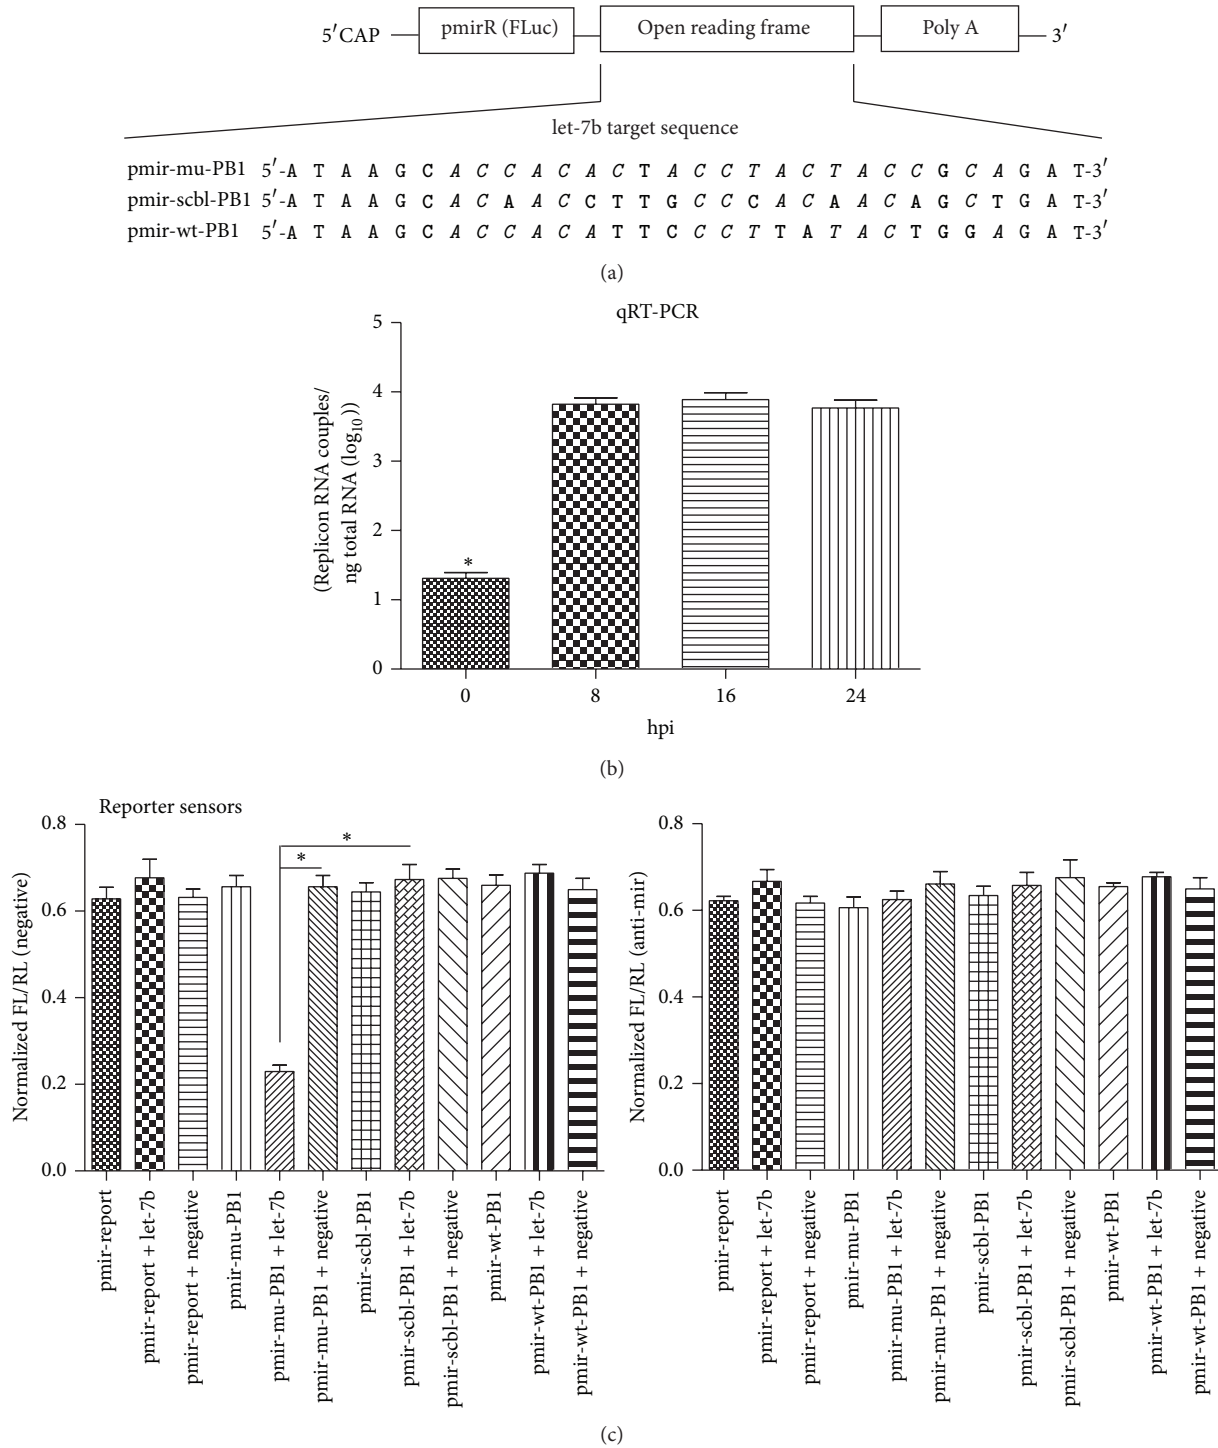 5′CAP pmirR (FLuc) Open reading frame Poly A 3′
let-7b target sequence
pmir-mu-PB1 5′-A T A A G C A C C A C A C T A C C T A C T A C C G C A G A T-3′
pmir-scbl-PB1 5′-A T A A G C A C A A C C T T G C C C A C A A C A G C T G A T-3′
pmir-wt-PB1 5′-A T A A G C A C C A C A T T C C C T T A T A C T G G A G A T-3′
(a)
qRT-PCR
(Replicon RNA couples/
ng total RNA (log10))
5
4
3
2
1
0
*
0 8 16 24
hpi
(b)
Reporter sensors
Normalized FL/RL (negative)
0.8
0.6
0.4
0.2
0.0
*
*
pmir-report
pmir-report + let-7b
pmir-report + negative
pmir-mu-PB1
pmir-mu-PB1 + let-7b
pmir-mu-PB1 + negative
pmir-scbl-PB1
pmir-scbl-PB1 + let-7b
pmir-scbl-PB1 + negative
pmir-wt-PB1
pmir-wt-PB1 + let-7b
pmir-wt-PB1 + negative
Normalized FL/RL (anti-mir)
0.8
0.6
0.4
0.2
0.0
pmir-report
pmir-report + let-7b
pmir-report + negative
pmir-mu-PB1
pmir-mu-PB1 + let-7b
pmir-mu-PB1 + negative
pmir-scbl-PB1
pmir-scbl-PB1 + let-7b
pmir-scbl-PB1 + negative
pmir-wt-PB1
pmir-wt-PB1 + let-7b
pmir-wt-PB1 + negative
(c)